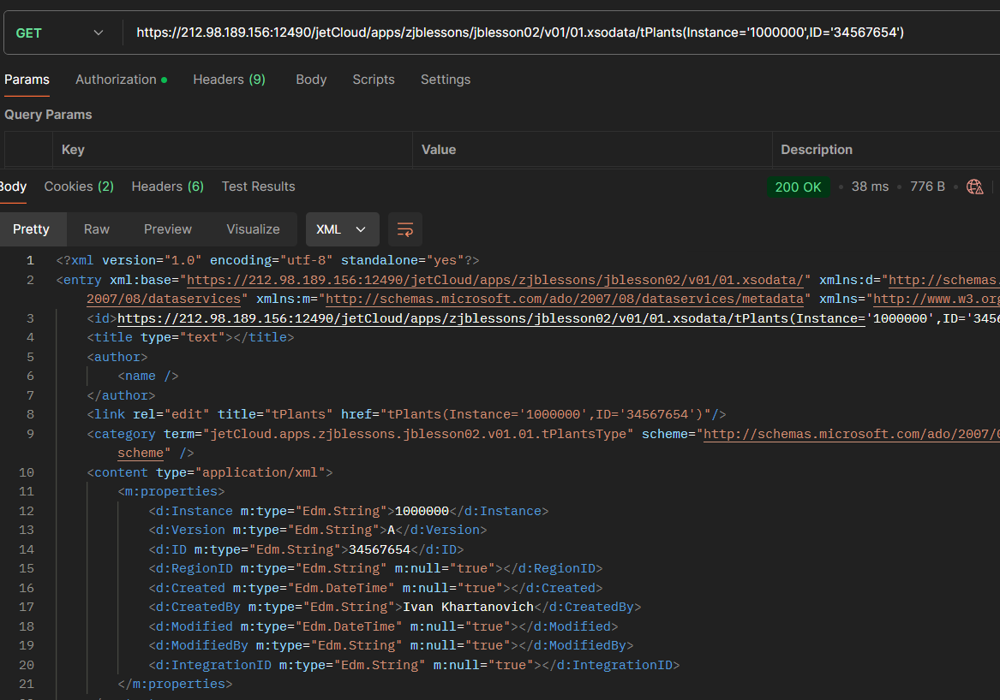 GET https://212.98.189.156:12490/jetCloud/apps/zjblessons/jblesson02/v01/01.xsodata/tPlants(Instance='1000000',ID='34567654')
Params Authorization Headers (9) Body Scripts Settings
Query Params
Key Value Description
Body Cookies (2) Headers (6) Test Results 200 OK 38 ms 776 B
Pretty Raw Preview Visualize XML
1 <?xml version="1.0" encoding="utf-8" standalone="yes"?>
2 <entry xml:base="https://212.98.189.156:12490/jetCloud/apps/zjblessons/jblesson02/v01/01.xsodata/" xmlns:d="http://schemas.
2007/08/dataservices" xmlns:m="http://schemas.microsoft.com/ado/2007/08/dataservices/metadata" xmlns="http://www.w3.org
3 <id>https://212.98.189.156:12490/jetCloud/apps/zjblessons/jblesson02/v01/01.xsodata/tPlants(Instance='1000000',ID='3456
4 <title type="text"></title>
5 <author>
6 <name />
7 </author>
8 <link rel="edit" title="tPlants" href="tPlants(Instance='1000000',ID='34567654')"/>
9 <category term="jetCloud.apps.zjblessons.jblesson02.v01.01.tPlantsType" scheme="http://schemas.microsoft.com/ado/2007/0
scheme" />
10 <content type="application/xml">
11 <m:properties>
12 <d:Instance m:type="Edm.String">1000000</d:Instance>
13 <d:Version m:type="Edm.String">A</d:Version>
14 <d:ID m:type="Edm.String">34567654</d:ID>
15 <d:RegionID m:type="Edm.String" m:null="true"></d:RegionID>
16 <d:Created m:type="Edm.DateTime" m:null="true"></d:Created>
17 <d:CreatedBy m:type="Edm.String">Ivan Khartanovich</d:CreatedBy>
18 <d:Modified m:type="Edm.DateTime" m:null="true"></d:Modified>
19 <d:ModifiedBy m:type="Edm.String" m:null="true"></d:ModifiedBy>
20 <d:IntegrationID m:type="Edm.String" m:null="true"></d:IntegrationID>
21 </m:properties>